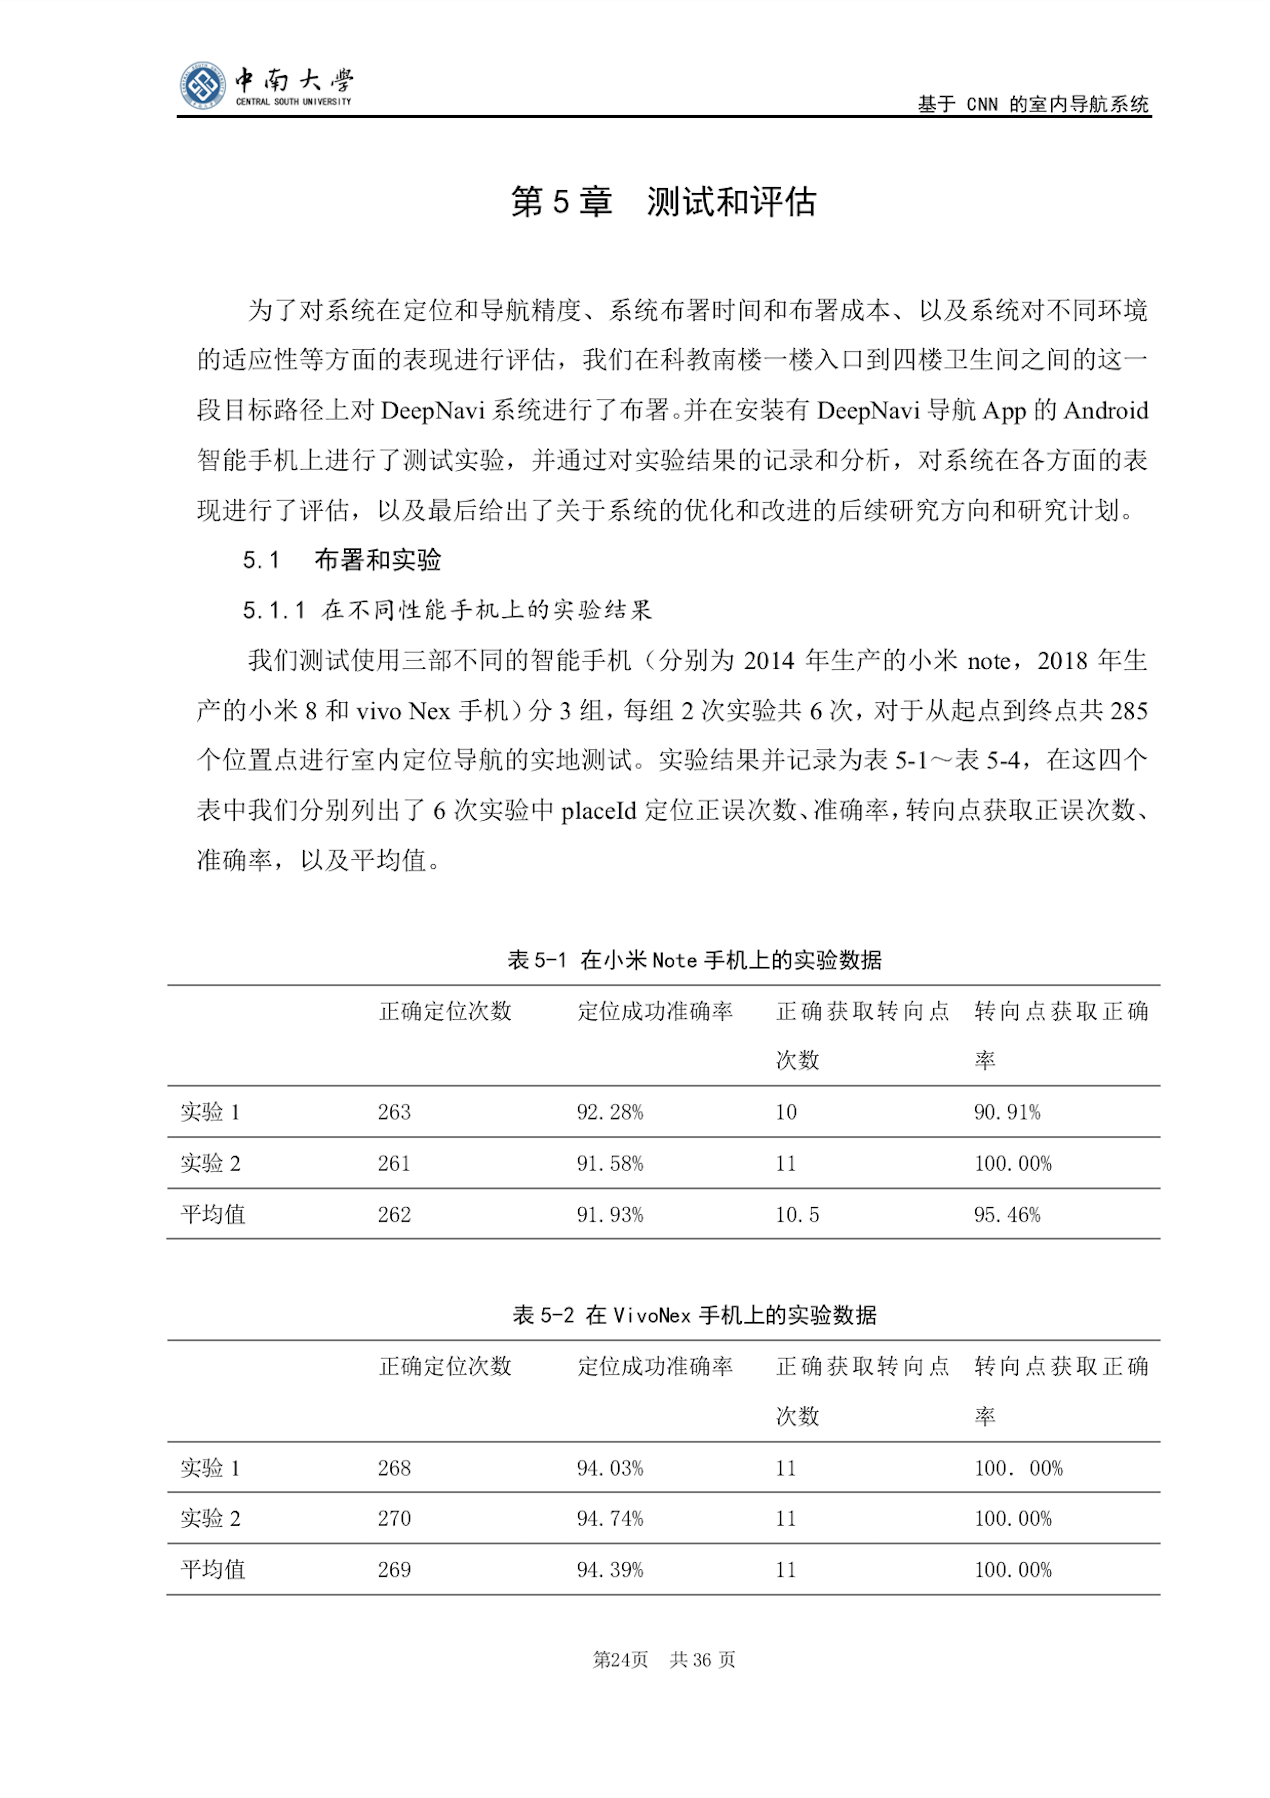 中南大学
CENTRAL SOUTH UNIVERSITY
基于 CNN 的室内导航系统
第 5 章 测试和评估
为了对系统在定位和导航精度、系统布署时间和布署成本、以及系统对不同环境
的适应性等方面的表现进行评估，我们在科教南楼一楼入口到四楼卫生间之间的这一
段目标路径上对 DeepNavi 系统进行了布署。并在安装有 DeepNavi 导航 App 的 Android
智能手机上进行了测试实验，并通过对实验结果的记录和分析，对系统在各方面的表
现进行了评估，以及最后给出了关于系统的优化和改进的后续研究方向和研究计划。
5.1 布署和实验
5.1.1 在不同性能手机上的实验结果
我们测试使用三部不同的智能手机（分别为 2014 年生产的小米 note，2018 年生
产的小米 8 和 vivo Nex 手机）分 3 组，每组 2 次实验共 6 次，对于从起点到终点共 285
个位置点进行室内定位导航的实地测试。实验结果并记录为表 5-1～表 5-4，在这四个
表中我们分别列出了 6 次实验中 placeId 定位正误次数、准确率，转向点获取正误次数、
准确率，以及平均值。
表 5-1 在小米 Note 手机上的实验数据
正确定位次数 定位成功准确率 正确获取转向点 转向点获取正确
次数 率
实验 1 263 92.28% 10 90.91%
实验 2 261 91.58% 11 100.00%
平均值 262 91.93% 10.5 95.46%
表 5-2 在 VivoNex 手机上的实验数据
正确定位次数 定位成功准确率 正确获取转向点 转向点获取正确
次数 率
实验 1 268 94.03% 11 100. 00%
实验 2 270 94.74% 11 100.00%
平均值 269 94.39% 11 100.00%
第24页 共 36 页